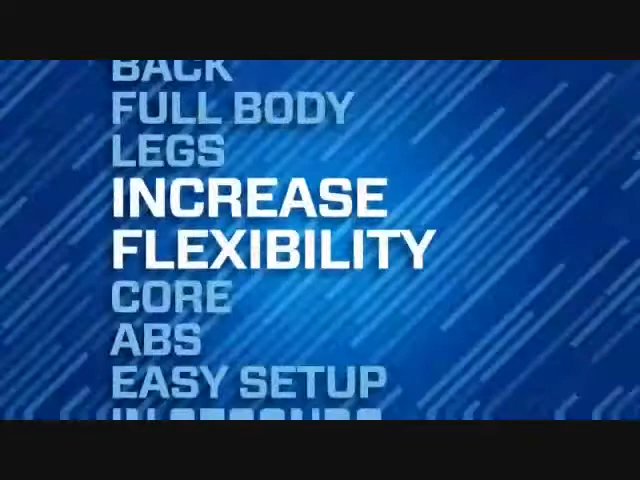 BACK
FULL BODY
LEGS
INCREASE
FLEXIBILITY
CORE
ABS
EASY SETUP